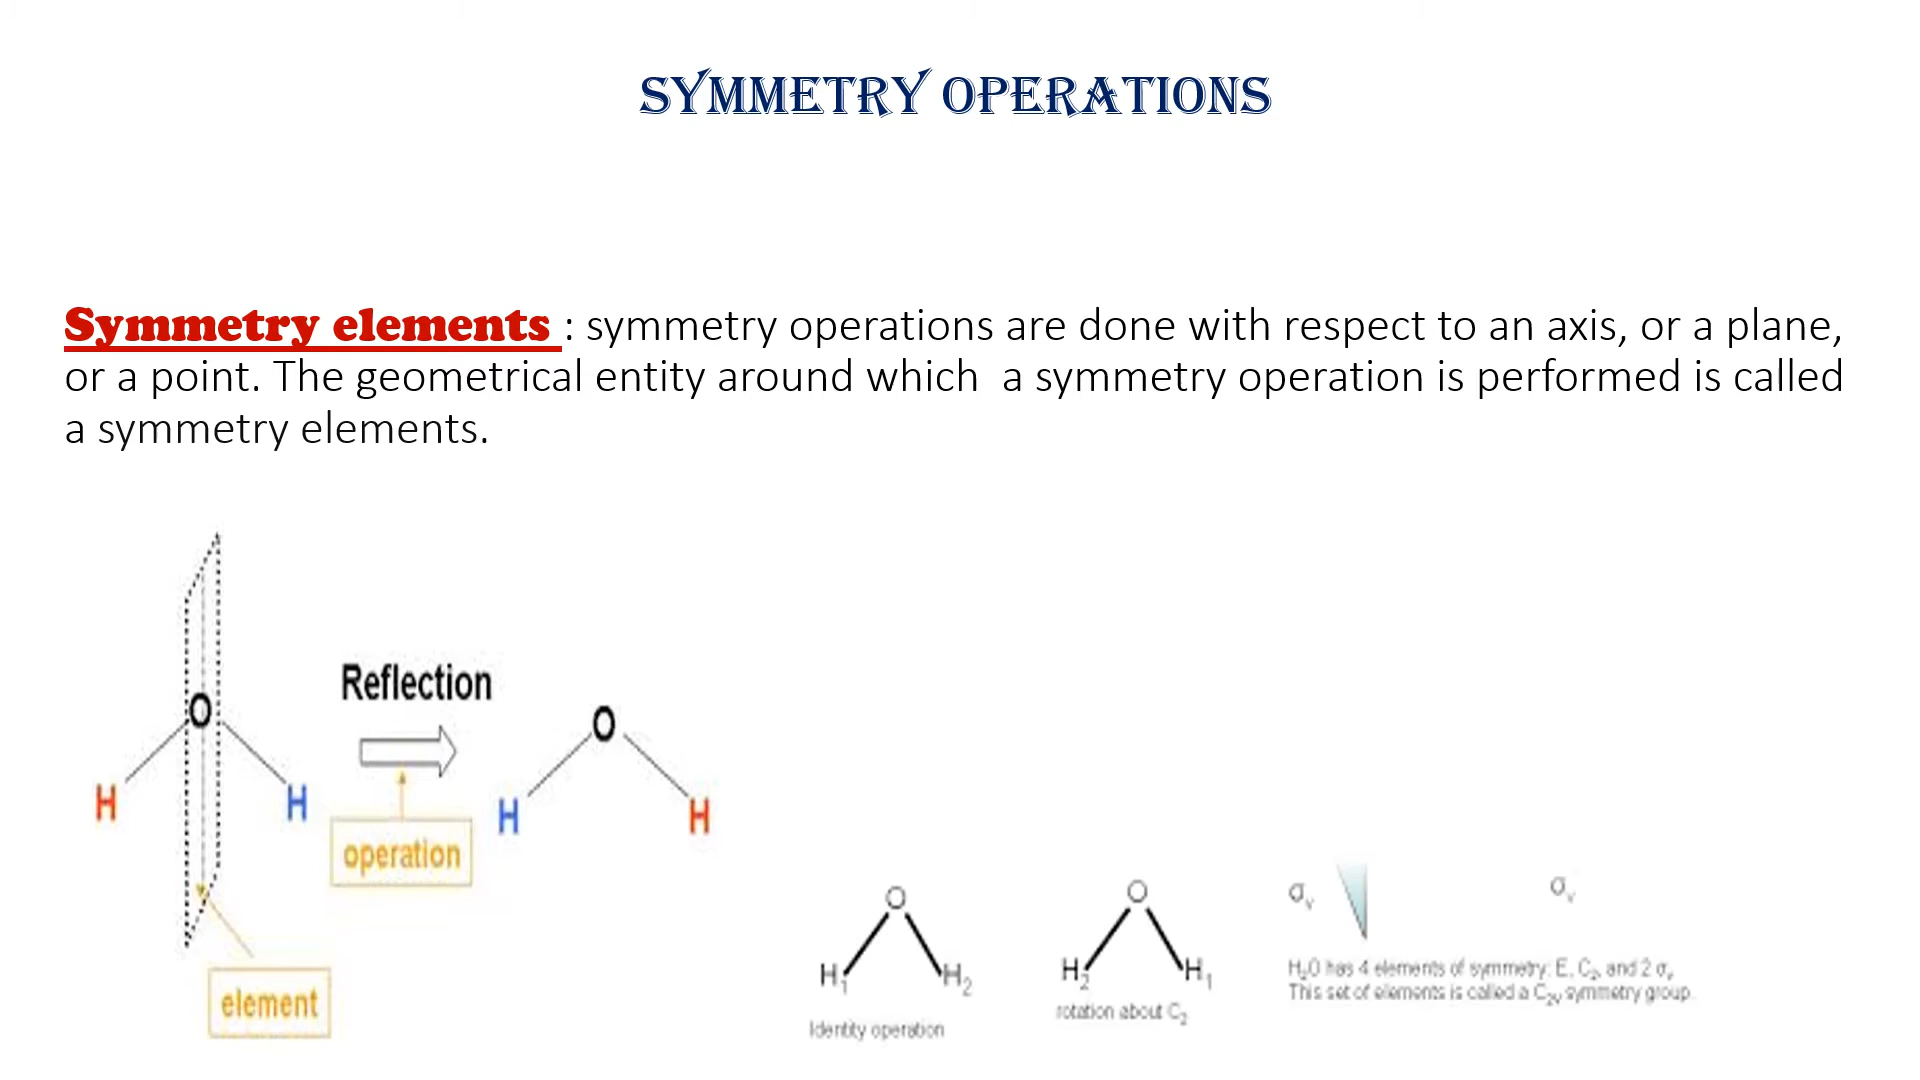 SYMMETRY OPERATIONS
Symmetry elements : symmetry operations are done with respect to an axis, or a plane,
or a point. The geometrical entity around which a symmetry operation is performed is called
a symmetry elements.
Reflection
O
H H
O
H H
operation
element
O
H₁ H₂
Identity operation
O
H₂ H₁
rotation about C₂
σᵥ
σᵥ
H₂O has 4 elements of symmetry: E, C₂, and 2 σᵥ
This set of elements is called a C₂ᵥ symmetry group.